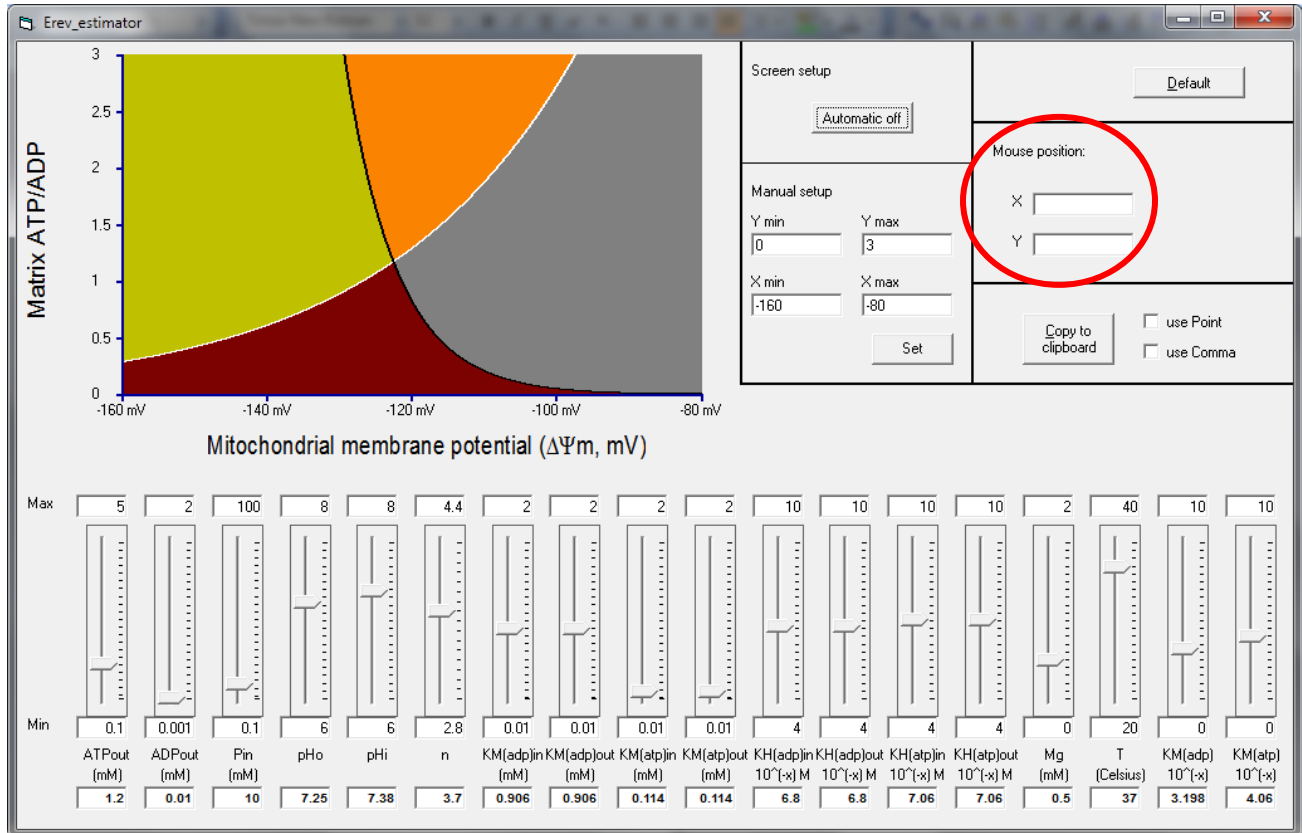 Erev_estimator
3
2.5
2
1.5
1
0.5
0
Matrix ATP/ADP
-160 mV -140 mV -120 mV -100 mV -80 mV
Mitochondrial membrane potential (ΔΨm, mV)
Screen setup
Automatic off
Manual setup
Y min Y max
0 3
X min X max
-160 -80
Set
Default
Mouse position:
X
Y
Copy to
clipboard
use Point
use Comma
Max 5 2 100 8 8 4.4 2 2 2 2 10 10 10 10 2 40 10 10
Min 0.1 0.001 0.1 6 6 2.8 0.01 0.01 0.01 0.01 4 4 4 4 0 20 0 0
ATPout ADPout Pin pHo pHi n KM(adp)in KM(adp)out KM(atp)in KM(atp)out KH(adp)in KH(adp)out KH(atp)in KH(atp)out Mg T KM(adp) KM(atp)
(mM) (mM) (mM) (mM) (mM) (mM) (mM) 10^(-x) M 10^(-x) M 10^(-x) M 10^(-x) M (mM) (Celsius) 10^(-x) 10^(-x)
1.2 0.01 10 7.25 7.38 3.7 0.906 0.906 0.114 0.114 6.8 6.8 7.06 7.06 0.5 37 3.198 4.06